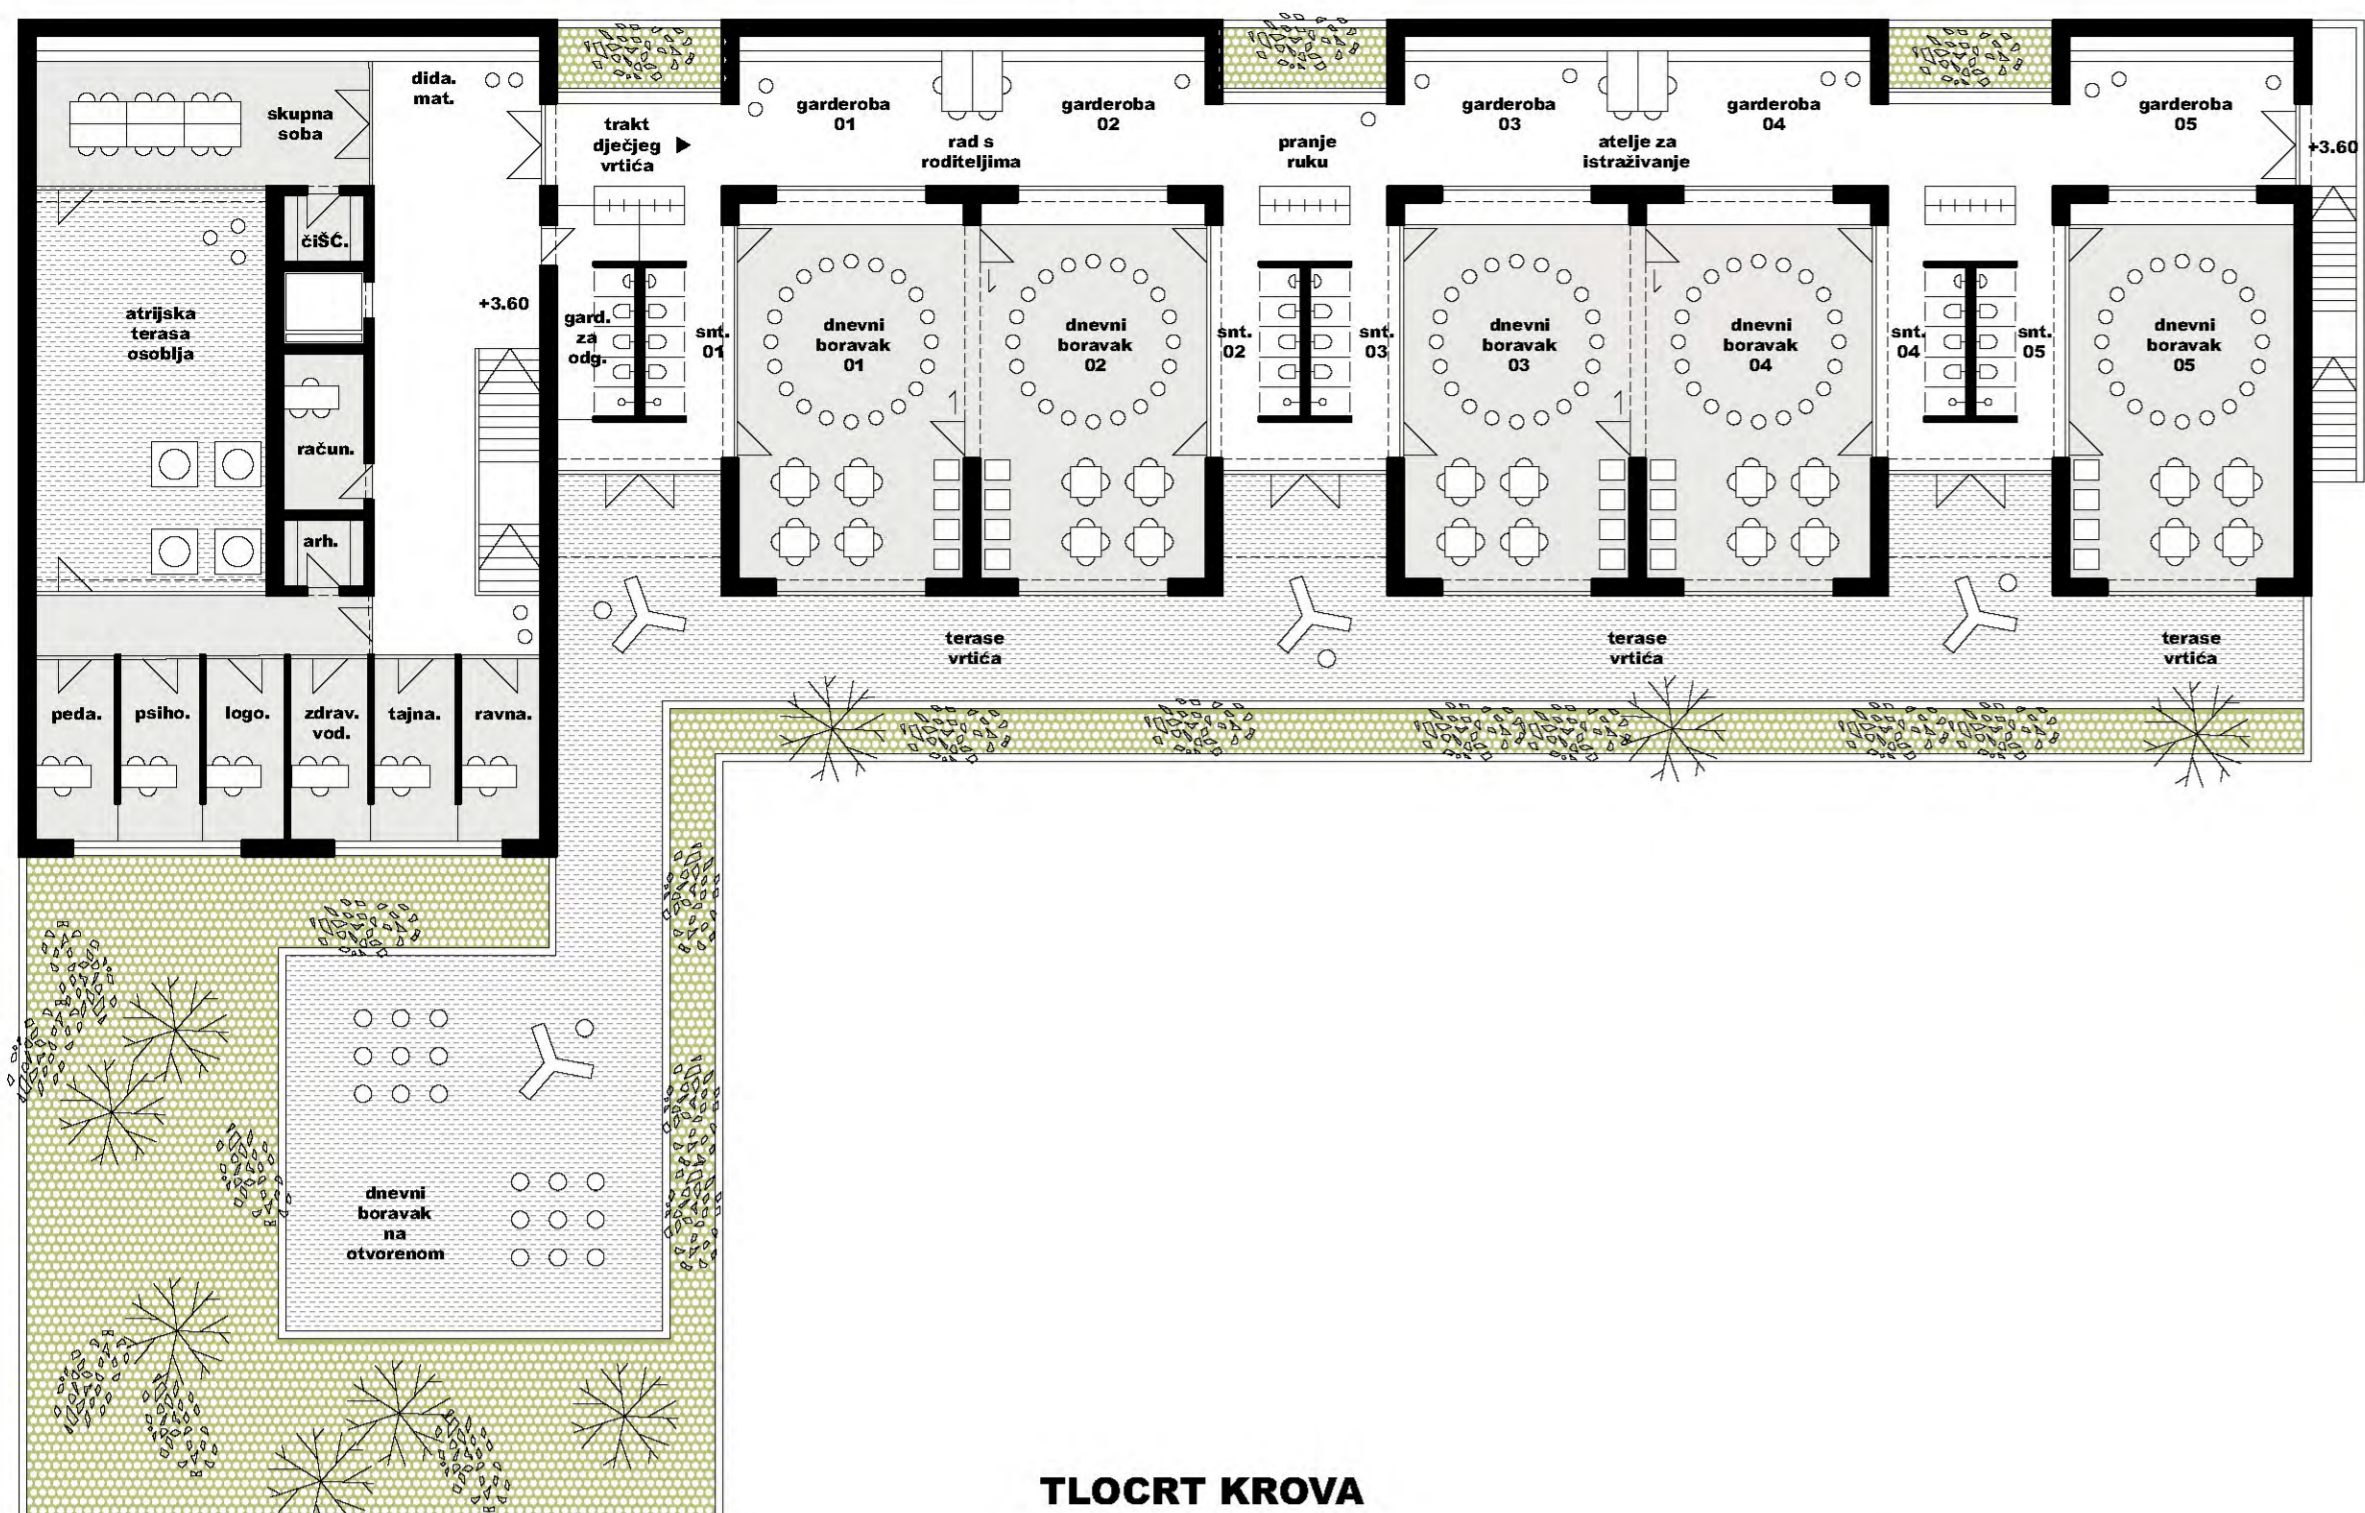 dida.
mat.
skupna
soba
trakt
dječjeg
vrtića
garderoba
01
rad s
roditeljima
garderoba
02
pranje
ruku
garderoba
03
atelje za
istraživanje
garderoba
04
garderoba
05
+3.60
čišć.
atrijska
terasa
osoblja
+3.60
gard.
za
odg.
snt.
01
dnevni
boravak
01
dnevni
boravak
02
snt.
02
snt.
03
dnevni
boravak
03
dnevni
boravak
04
snt.
04
snt.
05
dnevni
boravak
05
račun.
arh.
terase
vrtića
terase
vrtića
terase
vrtića
peda.
psiho.
logo.
zdrav.
vod.
tajna.
ravna.
dnevni
boravak
na
otvorenom
TLOCRT KROVA